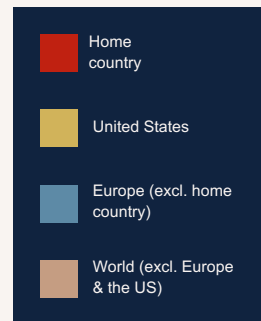 Home
country
United States
Europe (excl. home
country)
World (excl. Europe
& the US)